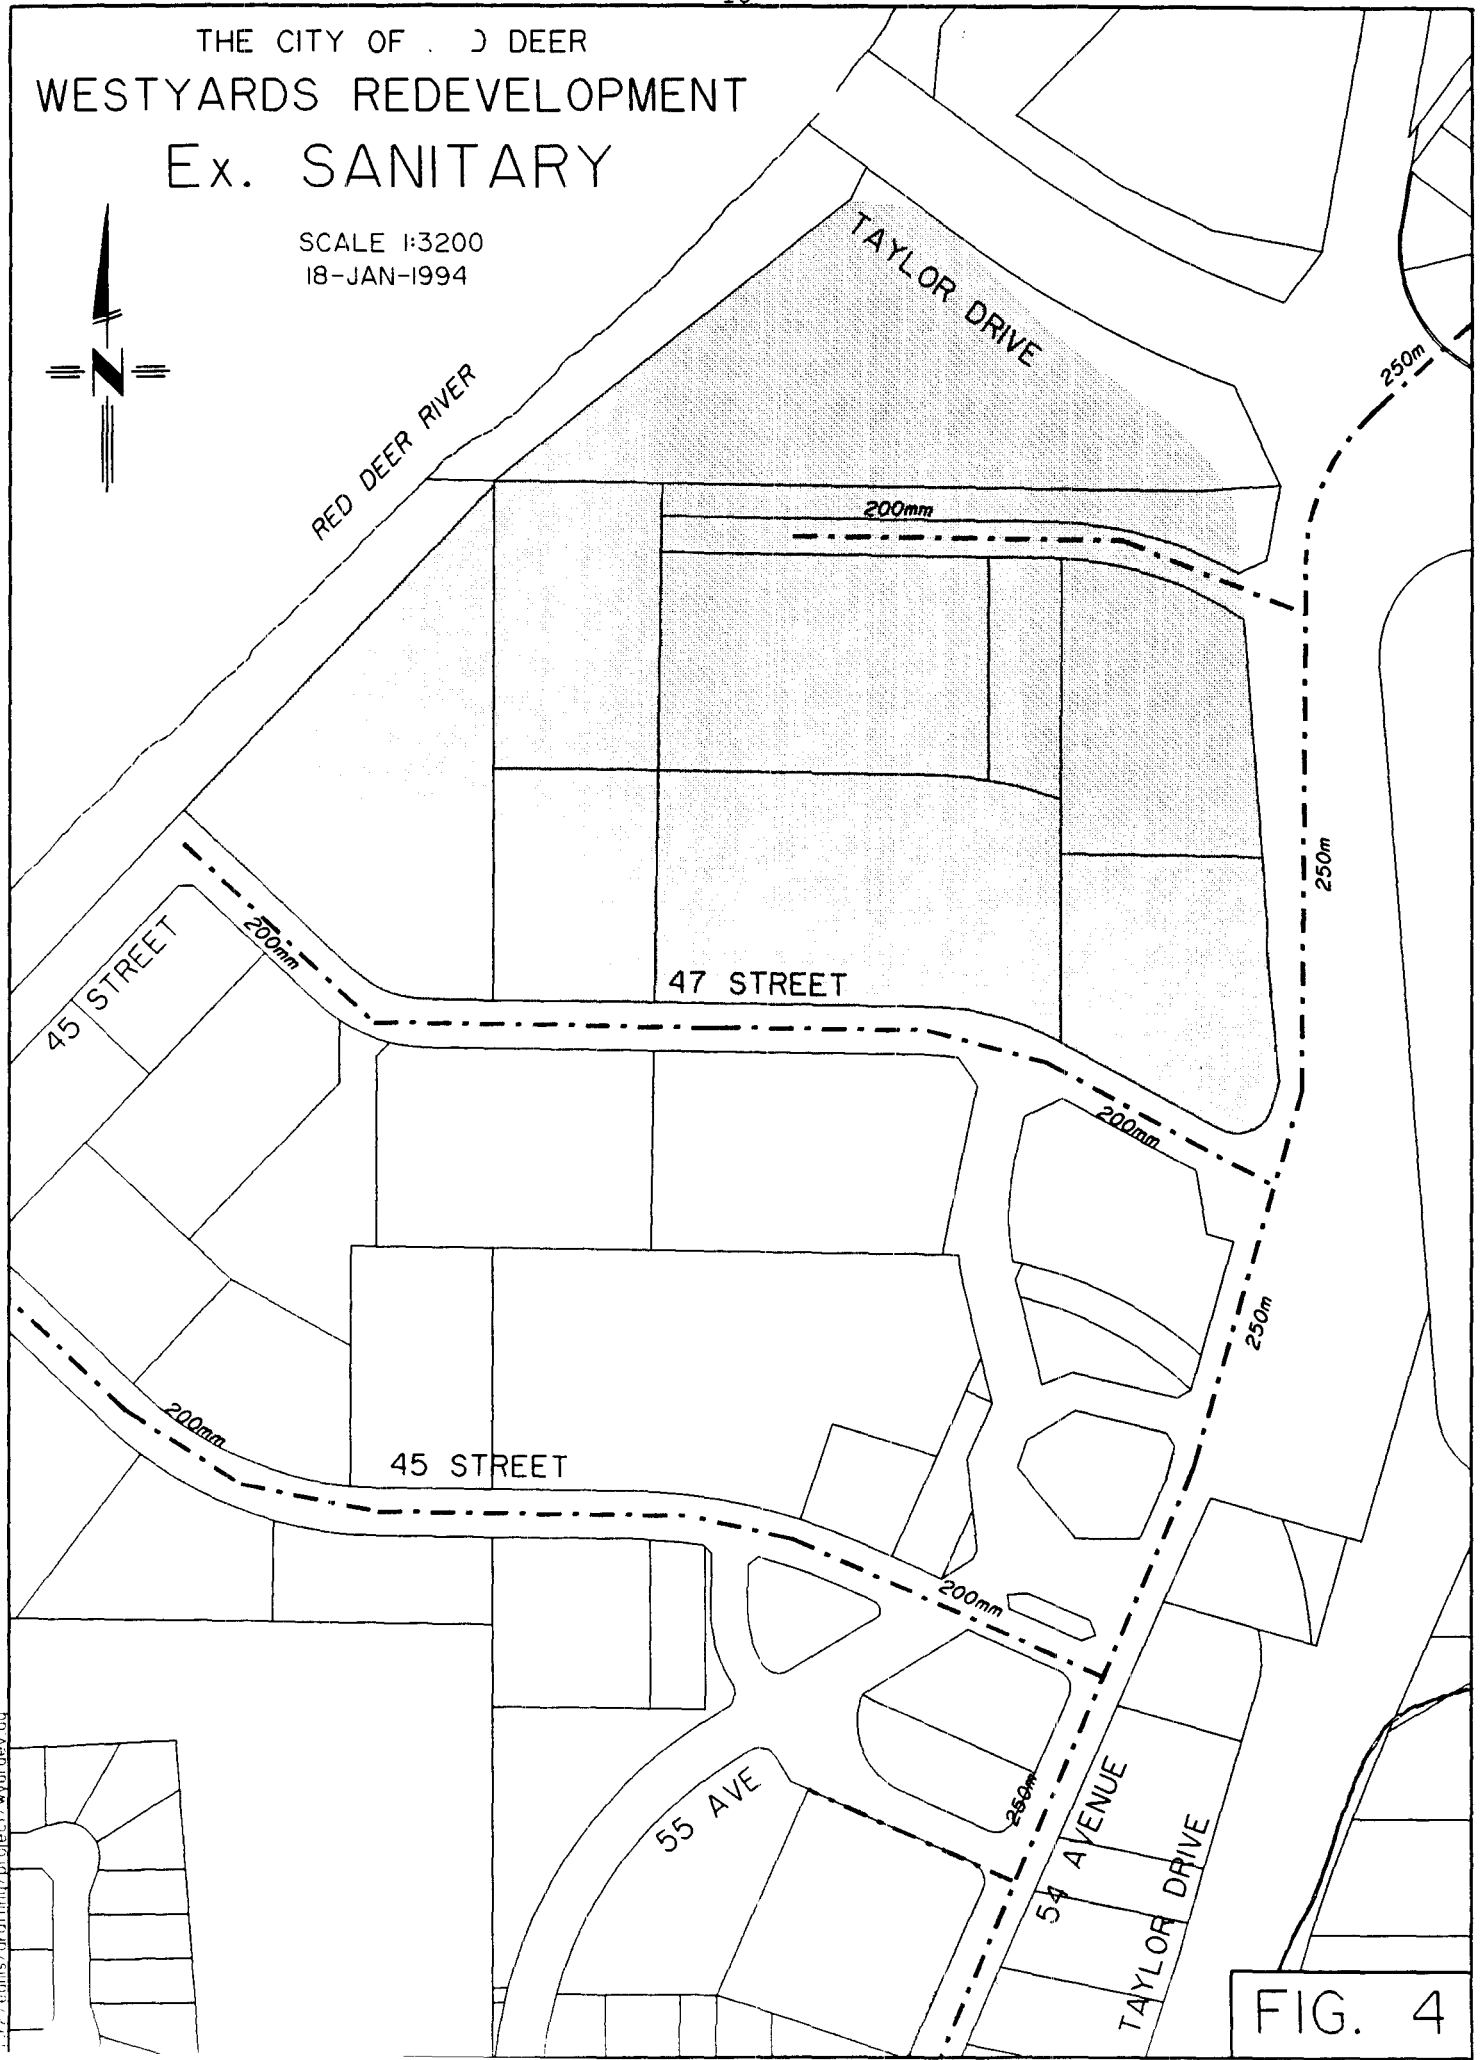 THE CITY OF DEER
WESTYARDS REDEVELOPMENT
Ex. SANITARY
SCALE 1:3200
18-JAN-1994
N
TAYLOR DRIVE
250m
RED DEER RIVER
200mm
250m
45 STREET
200mm
47 STREET
200mm
250m
200mm
45 STREET
200mm
55 AVE
250m
54 AVENUE
TAYLOR DRIVE
FIG. 4